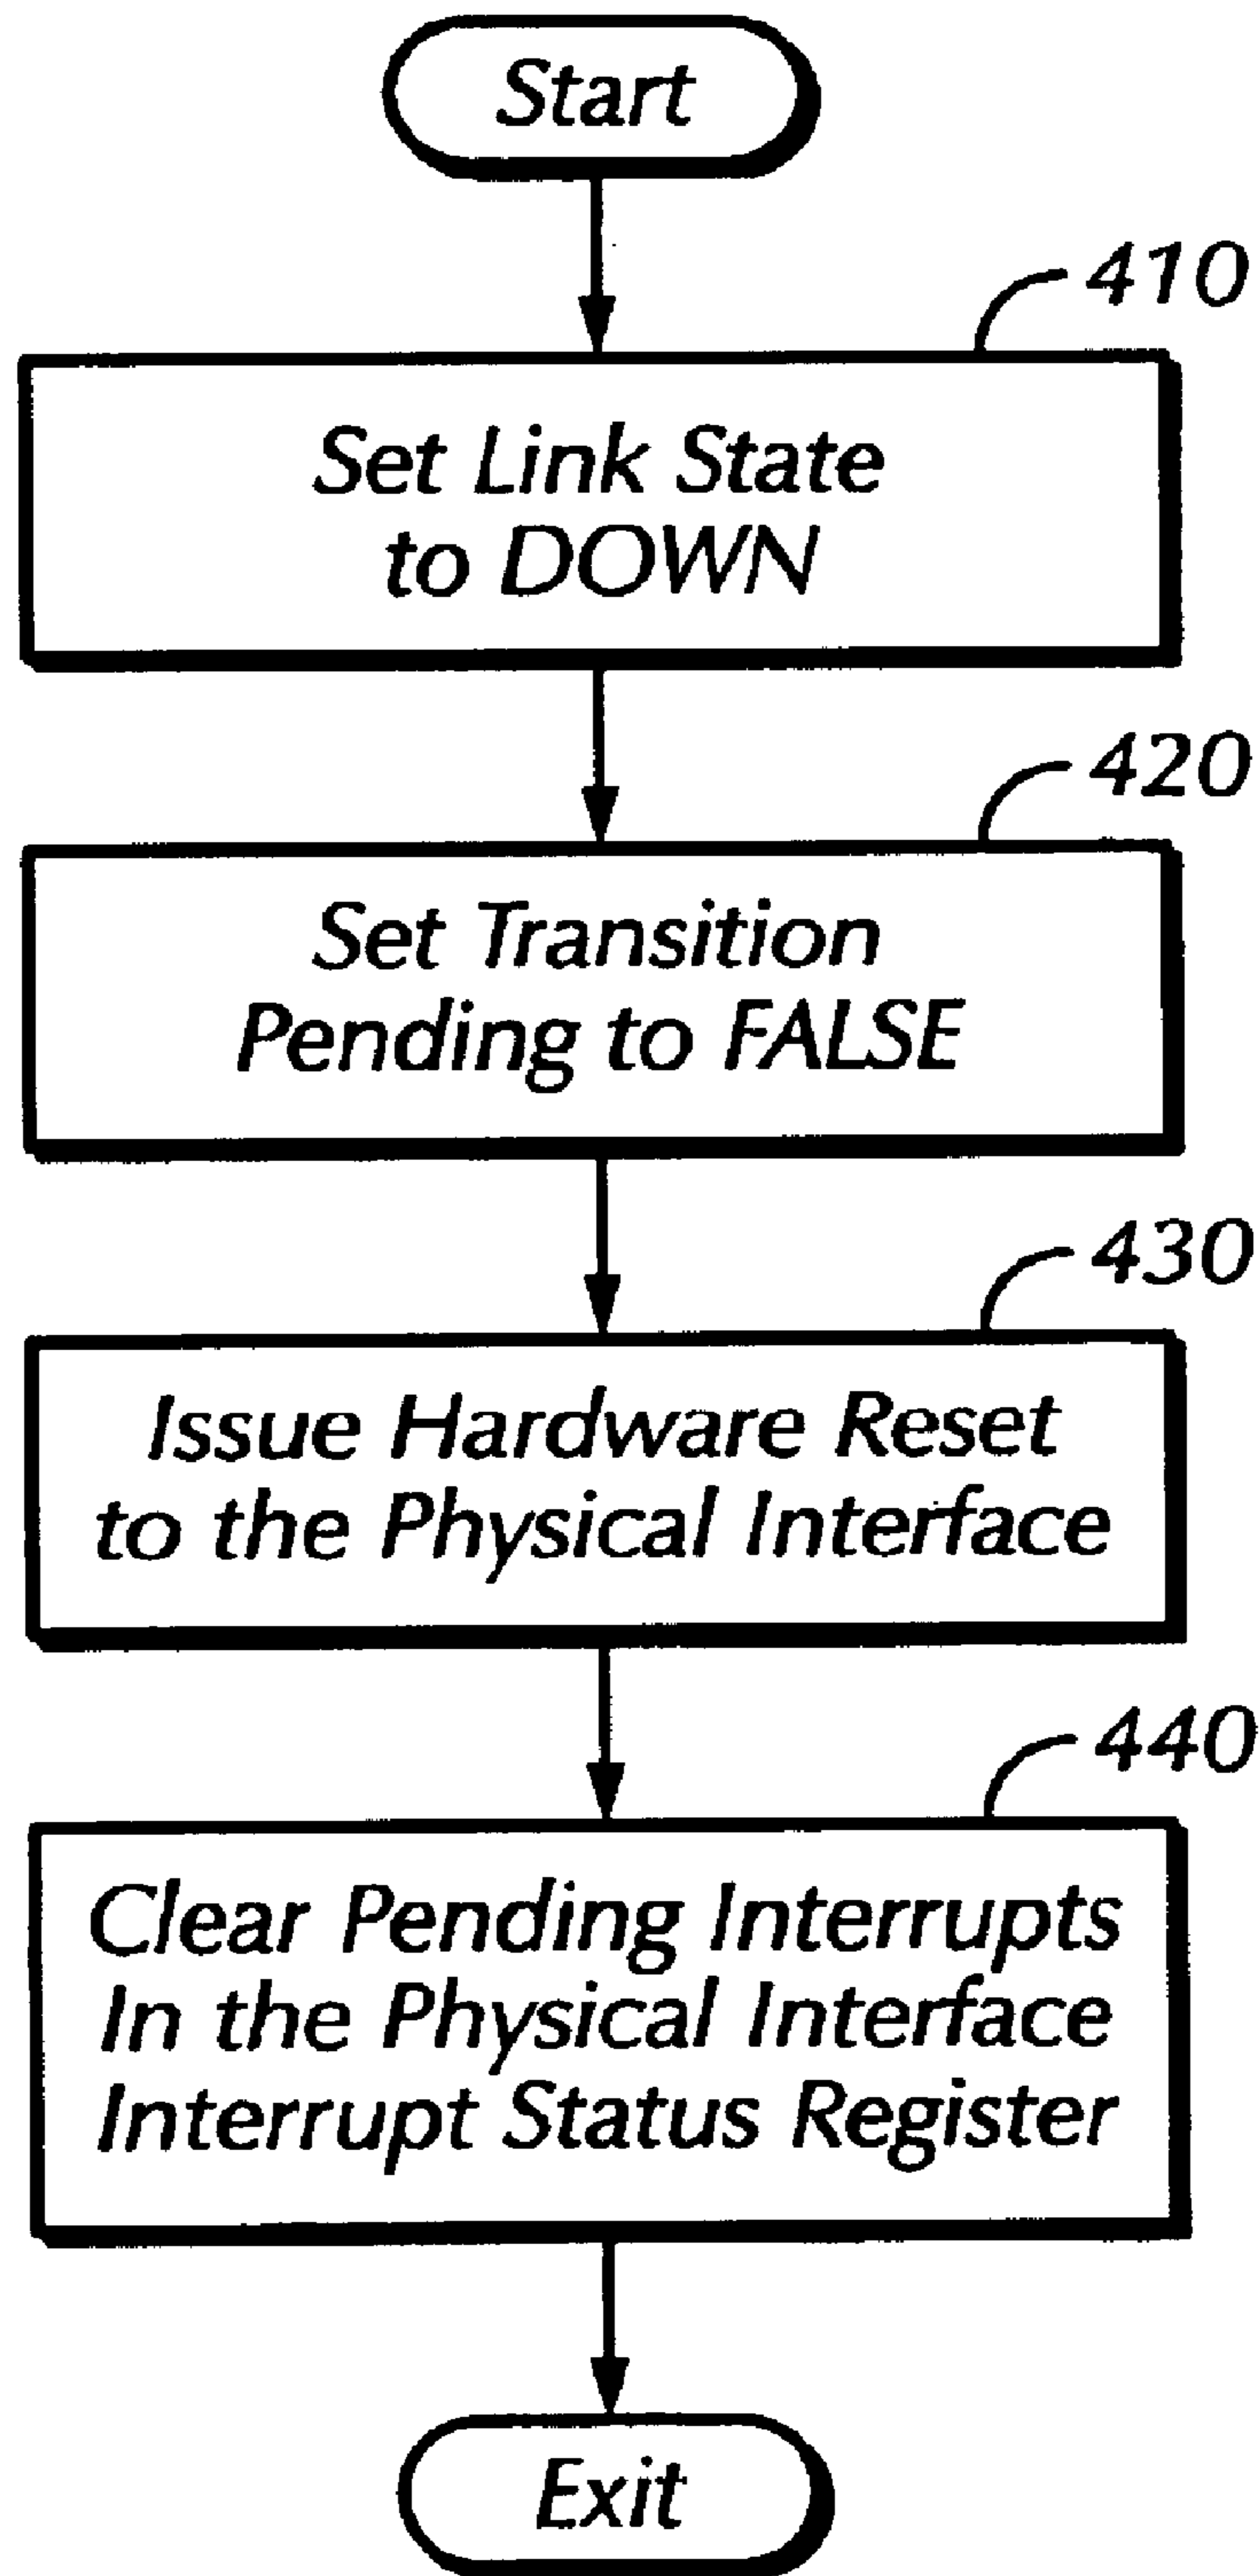 Start
410
Set Link State
to DOWN
420
Set Transition
Pending to FALSE
430
Issue Hardware Reset
to the Physical Interface
440
Clear Pending Interrupts
In the Physical Interface
Interrupt Status Register
Exit